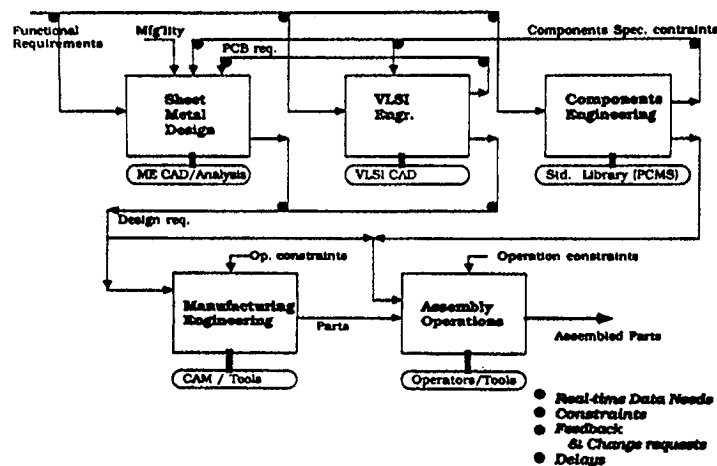 Functional
Requirements
Mfg'lity
PCB req.
Components Spec. contraints
Sheet
Metal
Design
VLSI
Engr.
Components
Engineering
ME CAD/Analysis
VLSI CAD
Std. Library (PCMS)
Design req.
Op. constraints
Operation constraints
Manufacturing
Engineering
Parts
Assembly
Operations
Assembled Parts
CAM / Tools
Operators/Tools
Real-time Data Needs
Constraints
Feedback
& Change requests
Delays